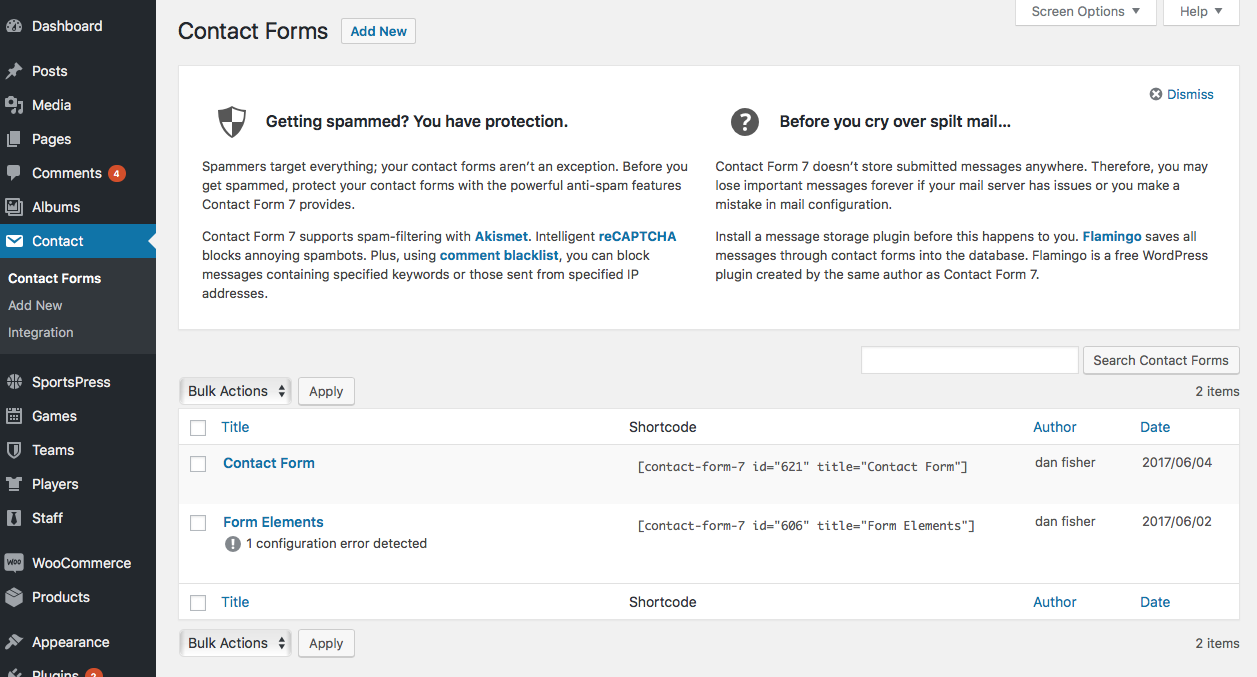 Dashboard
Posts
Media
Pages
Comments 4
Albums
Contact
Contact Forms
Add New
Integration
SportsPress
Games
Teams
Players
Staff
WooCommerce
Products
Appearance
Plugins 2
Contact Forms Add New
Screen Options Help
Dismiss
Getting spammed? You have protection.
Spammers target everything; your contact forms aren’t an exception. Before you
get spammed, protect your contact forms with the powerful anti-spam features
Contact Form 7 provides.
Contact Form 7 supports spam-filtering with Akismet. Intelligent reCAPTCHA
blocks annoying spambots. Plus, using comment blacklist, you can block
messages containing specified keywords or those sent from specified IP
addresses.
Before you cry over spilt mail...
Contact Form 7 doesn’t store submitted messages anywhere. Therefore, you may
lose important messages forever if your mail server has issues or you make a
mistake in mail configuration.
Install a message storage plugin before this happens to you. Flamingo saves all
messages through contact forms into the database. Flamingo is a free WordPress
plugin created by the same author as Contact Form 7.
Search Contact Forms
Bulk Actions Apply 2 items
Title Shortcode Author Date
Contact Form [contact-form-7 id="621" title="Contact Form"] dan fisher 2017/06/04
Form Elements [contact-form-7 id="606" title="Form Elements"] dan fisher 2017/06/02
1 configuration error detected
Title Shortcode Author Date
Bulk Actions Apply 2 items